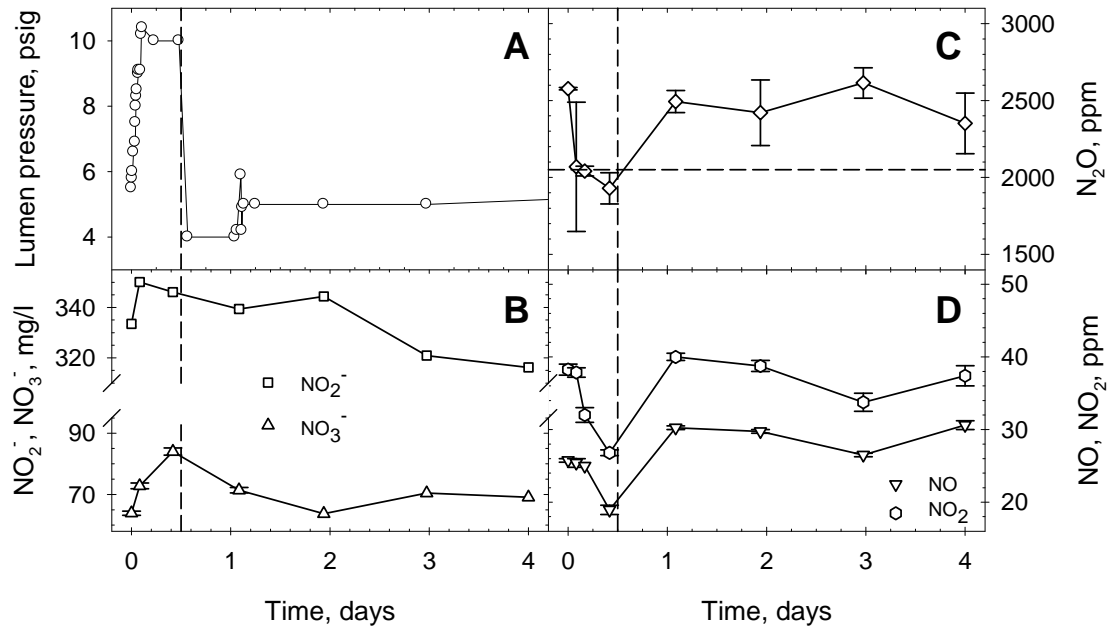 Lumen pressure, psig
10
8
6
4
A
NO₂⁻, NO₃⁻, mg/l
340
320
90
70
B
NO₂⁻
NO₃⁻
0 1 2 3 4
Time, days
C
3000
2500
2000
1500
N₂O, ppm
D
50
40
30
20
NO, NO₂, ppm
NO
NO₂
0 1 2 3 4
Time, days